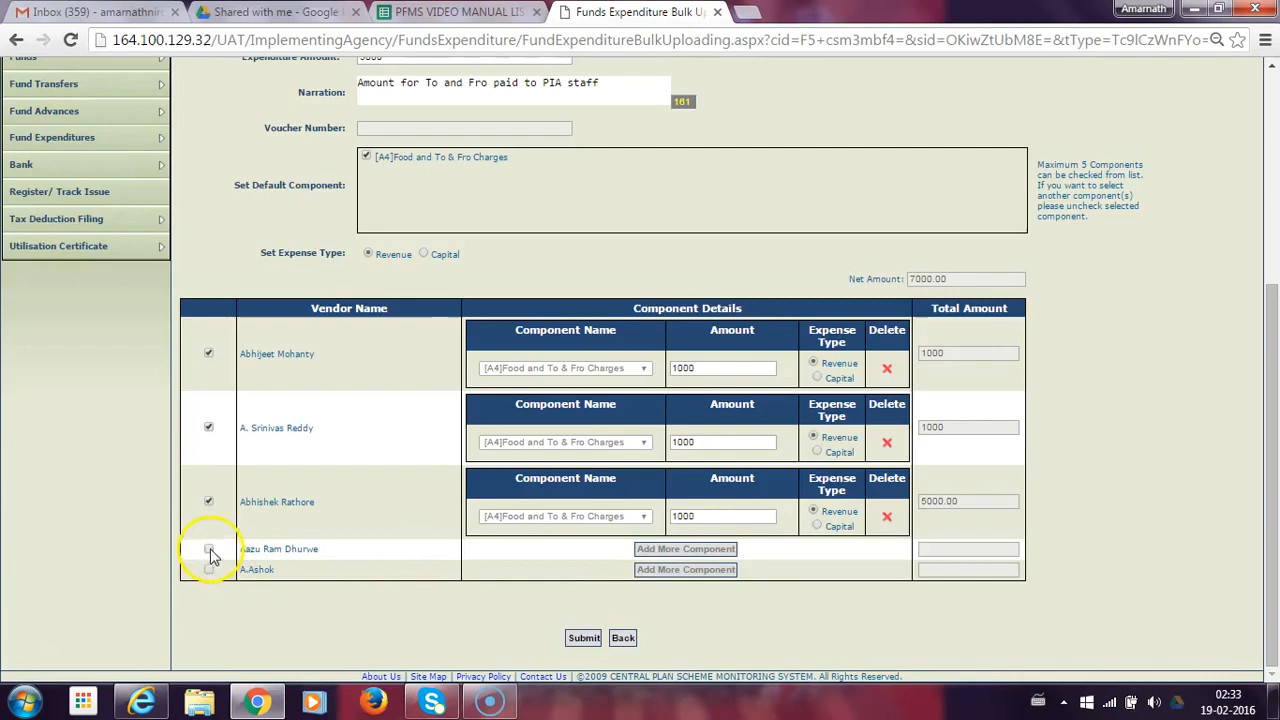 Inbox (359) - amarnathnir
Shared with me - Google
PFMS VIDEO MANUAL LIS
Funds Expenditure Bulk Up
Amarnath
164.100.129.32/UAT/ImplementingAgency/FundsExpenditure/FundExpenditureBulkUploading.aspx?cid=F5+csm3mbf4=&sid=OKiwZtUbM8E=&tType=Tc9lCzWnFYo=
Funds
Fund Transfers
Fund Advances
Fund Expenditures
Bank
Register/ Track Issue
Tax Deduction Filing
Utilisation Certificate
Expenditure Amount:
Narration: Amount for To and Fro paid to PIA staff
161
Voucher Number:
Set Default Component: [A4]Food and To & Fro Charges
Maximum 5 Components
can be checked from list.
If you want to select
another component(s)
please uncheck selected
component.
Set Expense Type: Revenue Capital
Net Amount: 7000.00
Vendor Name Component Details Total Amount
Abhijeet Mohanty
Component Name Amount Expense Type Delete
[A4]Food and To & Fro Charges 1000 Revenue Capital
1000
A. Srinivas Reddy
Component Name Amount Expense Type Delete
[A4]Food and To & Fro Charges 1000 Revenue Capital
1000
Abhishek Rathore
Component Name Amount Expense Type Delete
[A4]Food and To & Fro Charges 1000 Revenue Capital
5000.00
Aazu Ram Dhurwe Add More Component
A.Ashok Add More Component
Submit Back
About Us | Site Map | Privacy Policy | Contact Us | ©2009 CENTRAL PLAN SCHEME MONITORING SYSTEM. All Rights Reserved.
02:33
19-02-2016